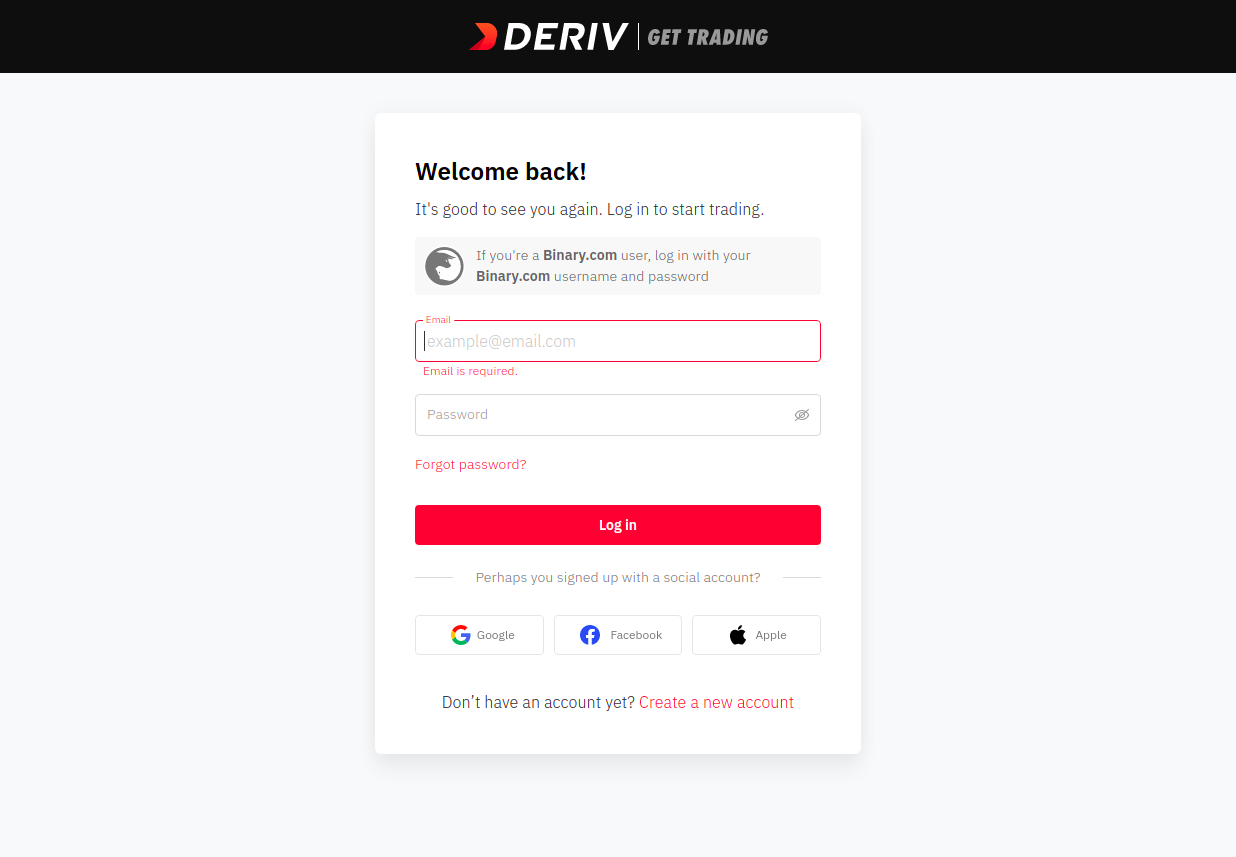 DERIV GET TRADING
Welcome back!
It's good to see you again. Log in to start trading.
If you're a Binary.com user, log in with your
Binary.com username and password
Email
example@email.com
Email is required.
Password
Forgot password?
Log in
Perhaps you signed up with a social account?
Google Facebook Apple
Don’t have an account yet? Create a new account